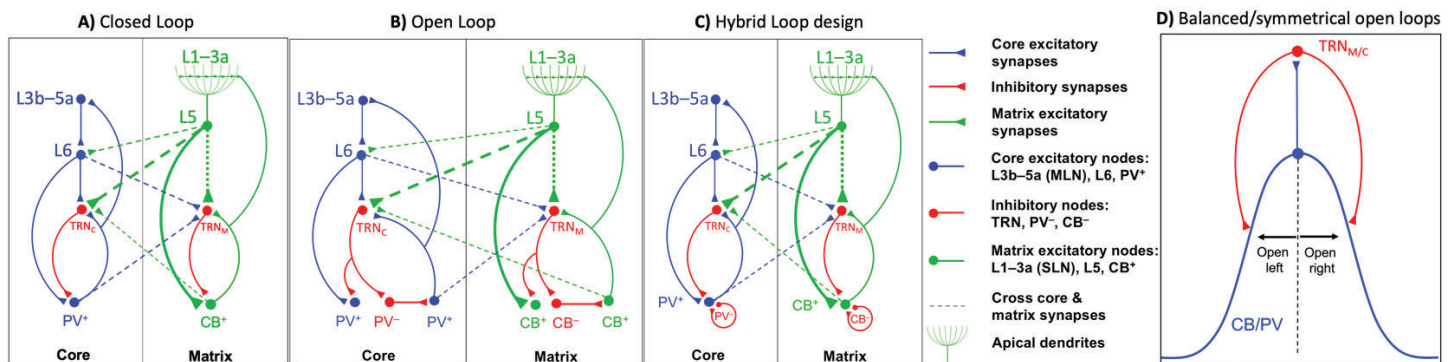 A) Closed Loop
L1–3a
L3b–5a
L5
L6
TRNC
TRNM
PV⁺
CB⁺
Core
Matrix
B) Open Loop
L1–3a
L3b–5a
L5
L6
TRNC
TRNM
PV⁺
PV⁻
PV⁺
CB⁺
CB⁻
CB⁺
Core
Matrix
C) Hybrid Loop design
L1–3a
L3b–5a
L5
L6
TRNC
TRNM
PV⁺
PV⁻
CB⁺
CB⁻
Core
Matrix
Core excitatory
synapses
Inhibitory synapses
Matrix excitatory
synapses
Core excitatory nodes:
L3b–5a (MLN), L6, PV⁺
Inhibitory nodes:
TRN, PV⁻, CB⁻
Matrix excitatory nodes:
L1–3a (SLN), L5, CB⁺
Cross core &
matrix synapses
Apical dendrites
D) Balanced/symmetrical open loops
TRNM/C
Open
left
Open
right
CB/PV